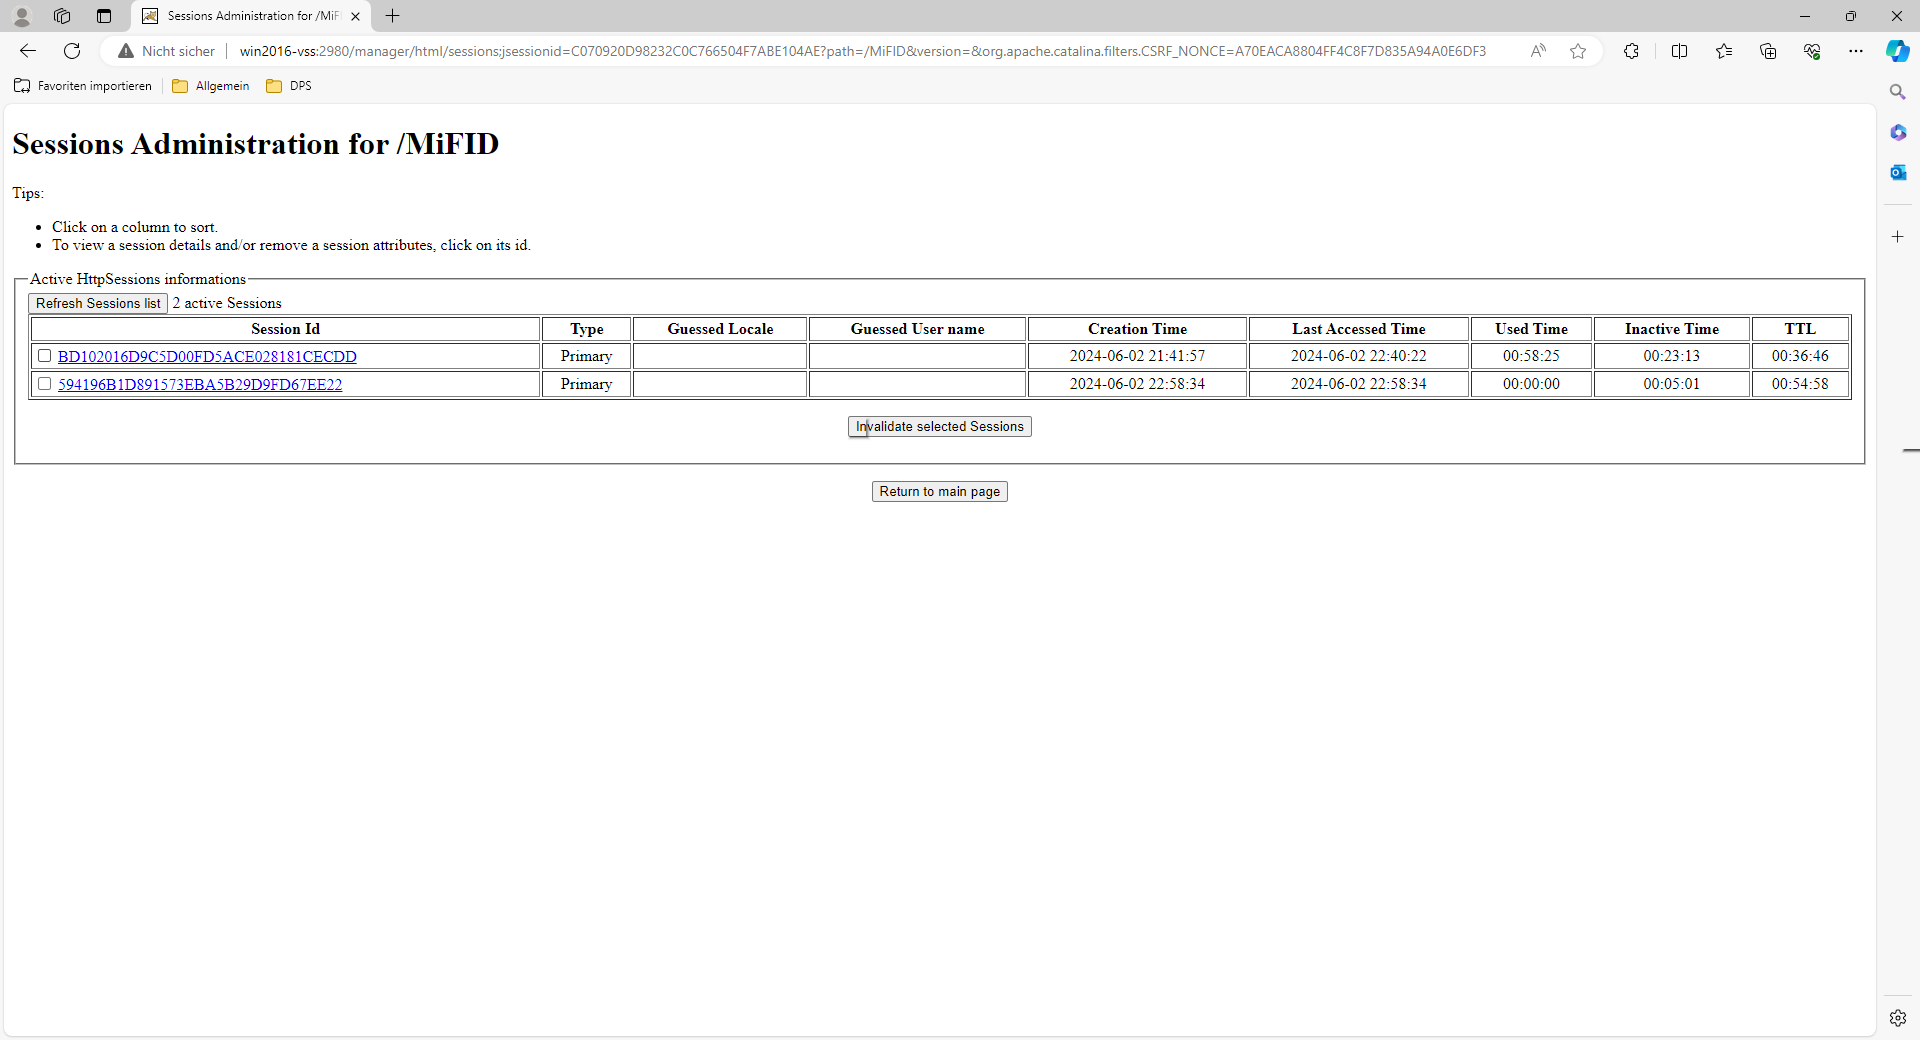 Sessions Administration for /MiF
Nicht sicher win2016-vss:2980/manager/html/sessions;jsessionid=C070920D98232C0C766504F7ABE104AE?path=/MiFID&version=&org.apache.catalina.filters.CSRF_NONCE=A70EACA8804FF4C8F7D835A94A0E6DF3
Favoriten importieren Allgemein DPS
Sessions Administration for /MiFID
Tips:
• Click on a column to sort.
• To view a session details and/or remove a session attributes, click on its id.
Active HttpSessions informations
Refresh Sessions list 2 active Sessions
Session Id Type Guessed Locale Guessed User name Creation Time Last Accessed Time Used Time Inactive Time TTL
BD102016D9C5D00FD5ACE028181CECDD Primary 2024-06-02 21:41:57 2024-06-02 22:40:22 00:58:25 00:23:13 00:36:46
594196B1D891573EBA5B29D9FD67EE22 Primary 2024-06-02 22:58:34 2024-06-02 22:58:34 00:00:00 00:05:01 00:54:58
Invalidate selected Sessions
Return to main page